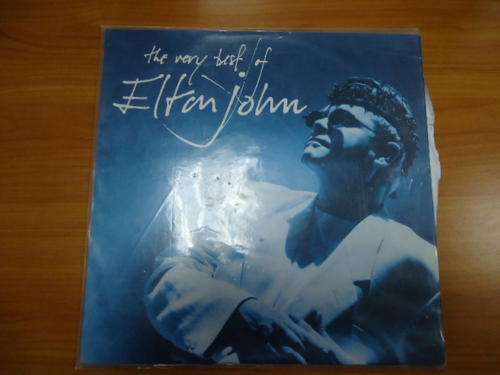 the very best of
Elton john